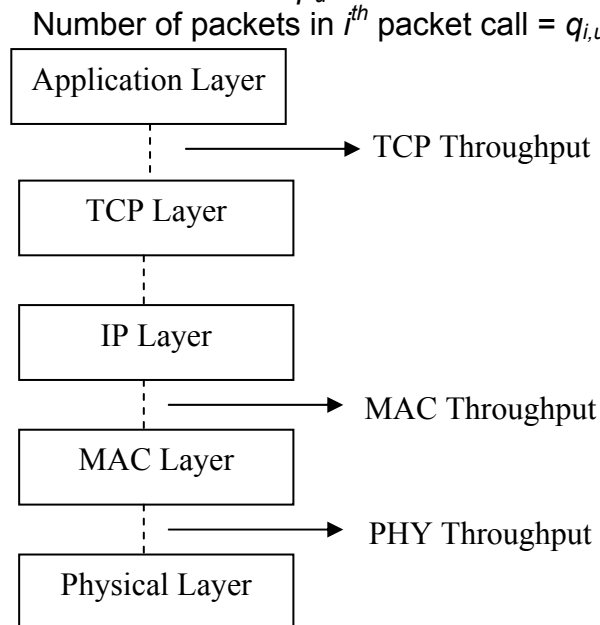 Number of packets in i^th packet call = q_i,u
Application Layer
TCP Throughput
TCP Layer
IP Layer
MAC Throughput
MAC Layer
PHY Throughput
Physical Layer